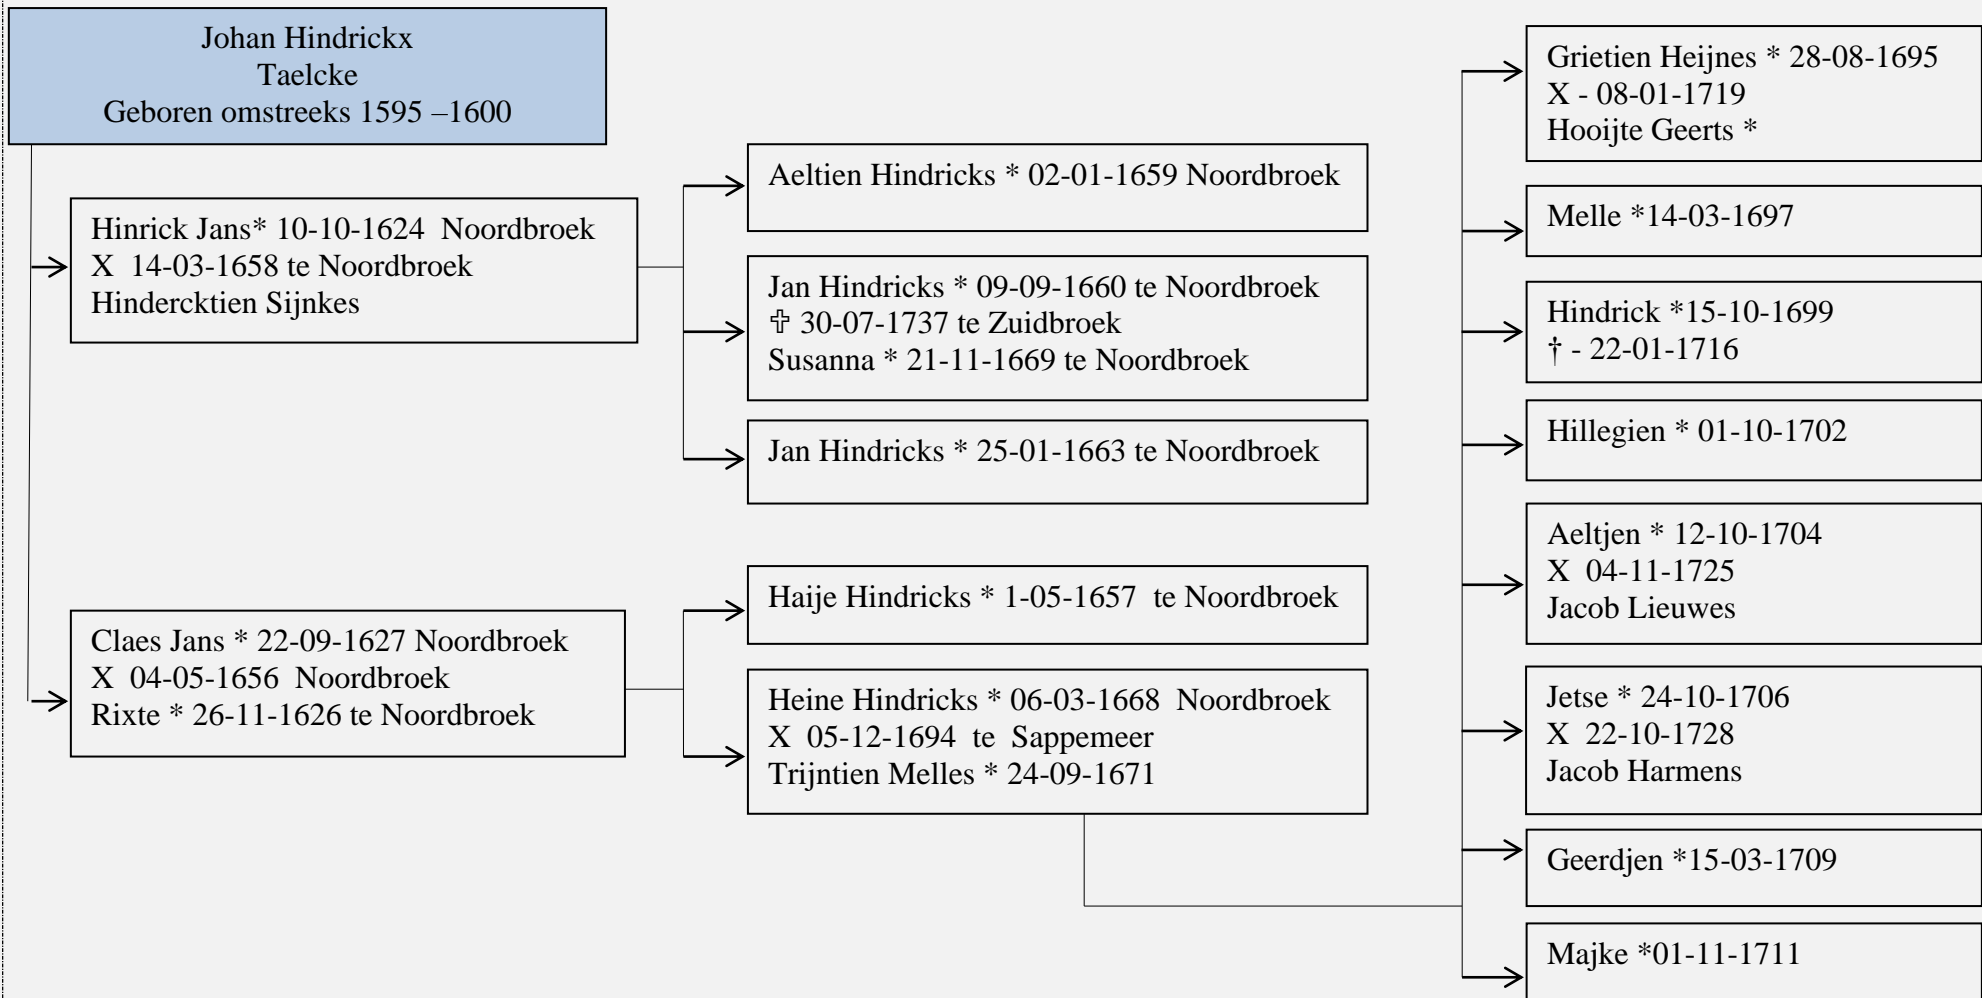 Johan Hindrickx
Taelcke
Geboren omstreeks 1595 –1600
Hinrick Jans* 10-10-1624 Noordbroek
X 14-03-1658 te Noordbroek
Hindercktien Sijnkes
Claes Jans * 22-09-1627 Noordbroek
X 04-05-1656 Noordbroek
Rixte * 26-11-1626 te Noordbroek
Aeltien Hindricks * 02-01-1659 Noordbroek
Jan Hindricks * 09-09-1660 te Noordbroek
✞ 30-07-1737 te Zuidbroek
Susanna * 21-11-1669 te Noordbroek
Jan Hindricks * 25-01-1663 te Noordbroek
Haije Hindricks * 1-05-1657 te Noordbroek
Heine Hindricks * 06-03-1668 Noordbroek
X 05-12-1694 te Sappemeer
Trijntien Melles * 24-09-1671
Grietien Heijnes * 28-08-1695
X - 08-01-1719
Hooijte Geerts *
Melle *14-03-1697
Hindrick *15-10-1699
† - 22-01-1716
Hillegien * 01-10-1702
Aeltjen * 12-10-1704
X 04-11-1725
Jacob Lieuwes
Jetse * 24-10-1706
X 22-10-1728
Jacob Harmens
Geerdjen *15-03-1709
Majke *01-11-1711